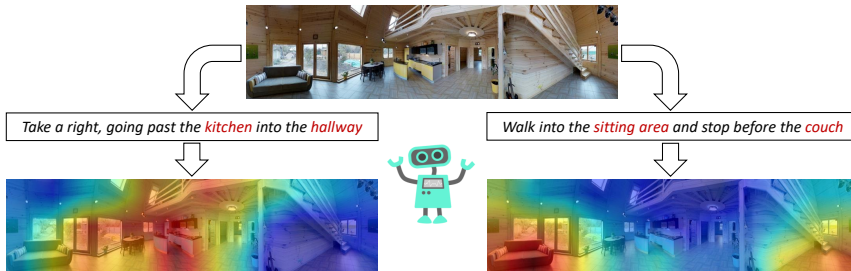 Take a right, going past the kitchen into the hallway
Walk into the sitting area and stop before the couch